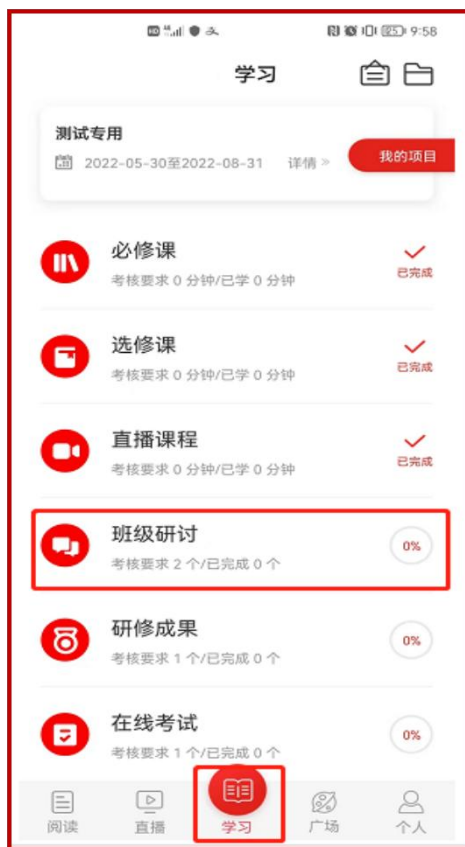 HD 4G 9:58
学习
测试专用
2022-05-30至2022-08-31 详情 »
我的项目
必修课
考核要求 0 分钟/已学 0 分钟
已完成
选修课
考核要求 0 分钟/已学 0 分钟
已完成
直播课程
考核要求 0 分钟/已学 0 分钟
已完成
班级研讨
考核要求 2 个/已完成 0 个
0%
研修成果
考核要求 1 个/已完成 0 个
0%
在线考试
考核要求 1 个/已完成 0 个
0%
阅读 直播 学习 广场 个人